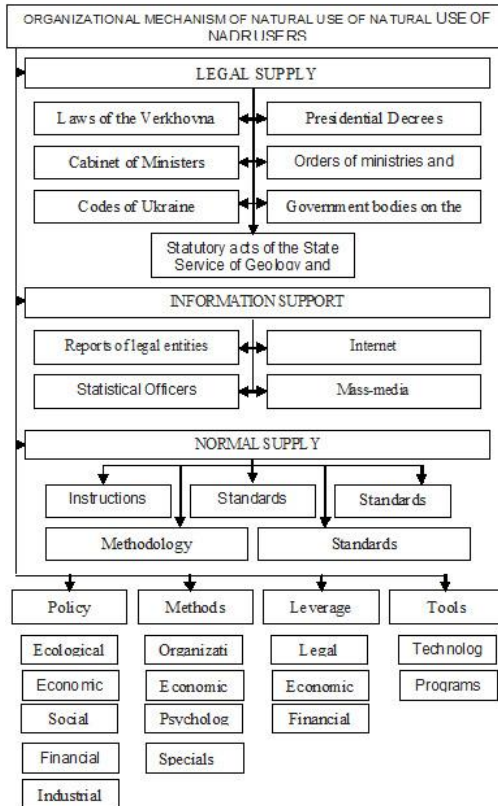 ORGANIZATIONAL MECHANISM OF NATURAL USE OF NATURAL USE OF
NADR USERS
LEGAL SUPPLY
Laws of the Verkhovna
Presidential Decrees
Cabinet of Ministers
Orders of ministries and
Codes of Ukraine
Government bodies on the
Statutory acts of the State
Service of Geology and
INFORMATION SUPPORT
Reports of legal entities
Internet
Statistical Officers
Mass-media
NORMAL SUPPLY
Instructions
Standards
Standards
Methodology
Standards
Policy
Methods
Leverage
Tools
Ecological
Organizati
Legal
Technolog
Economic
Economic
Economic
Programs
Social
Psycholog
Financial
Financial
Specials
Industrial